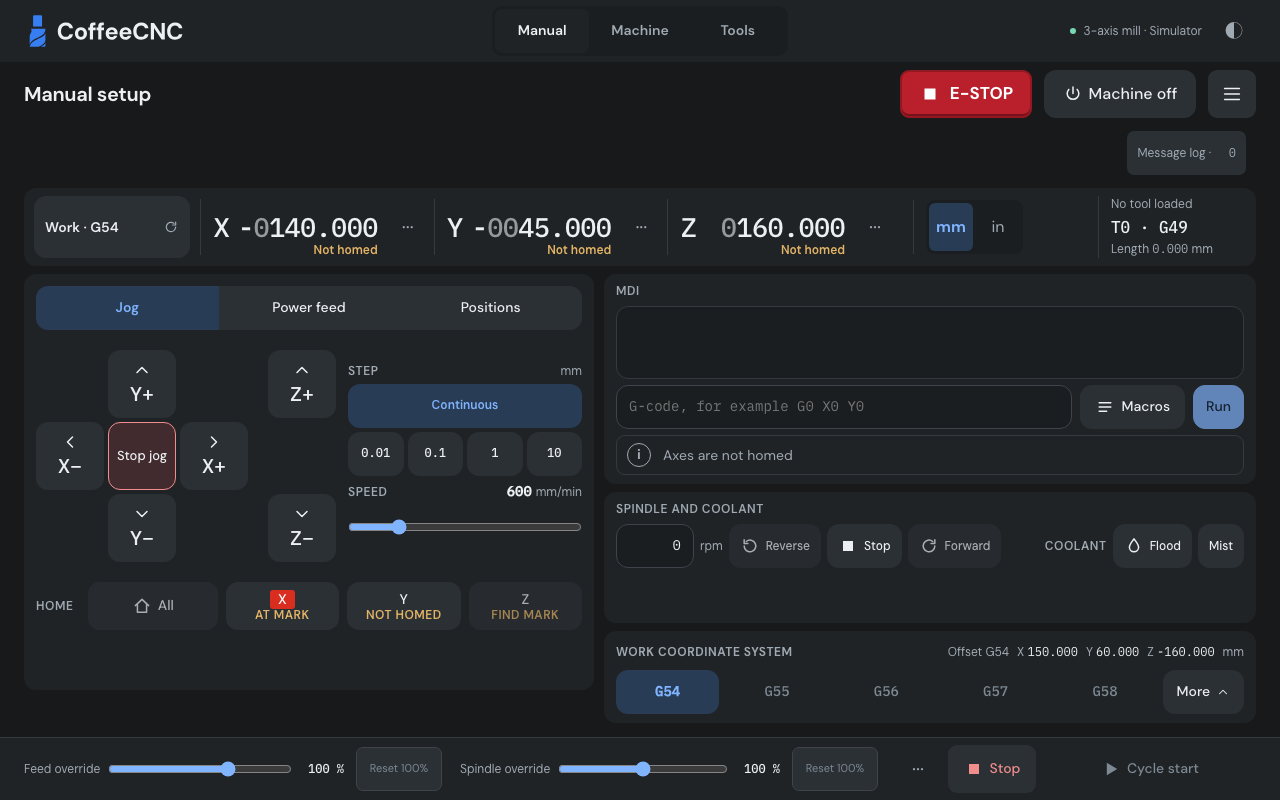 CoffeeCNC
Manual Machine Tools
3-axis mill · Simulator
Manual setup
E-STOP
Machine off
Message log · 0
Work · G54
X -0140.000 ···
Not homed
Y -0045.000 ···
Not homed
Z 0160.000 ···
Not homed
mm in
No tool loaded
T0 · G49
Length 0.000 mm
Jog Power feed Positions
Y+
Z+
X−
Stop jog
X+
Y−
Z−
STEP mm
Continuous
0.01 0.1 1 10
SPEED 600 mm/min
HOME
All
X
AT MARK
Y
NOT HOMED
Z
FIND MARK
MDI
G-code, for example G0 X0 Y0
Macros
Run
i Axes are not homed
SPINDLE AND COOLANT
0 rpm Reverse Stop Forward
COOLANT Flood Mist
WORK COORDINATE SYSTEM
Offset G54 X 150.000 Y 60.000 Z -160.000 mm
G54 G55 G56 G57 G58 More
Feed override 100 % Reset 100%
Spindle override 100 % Reset 100%
···
Stop
Cycle start